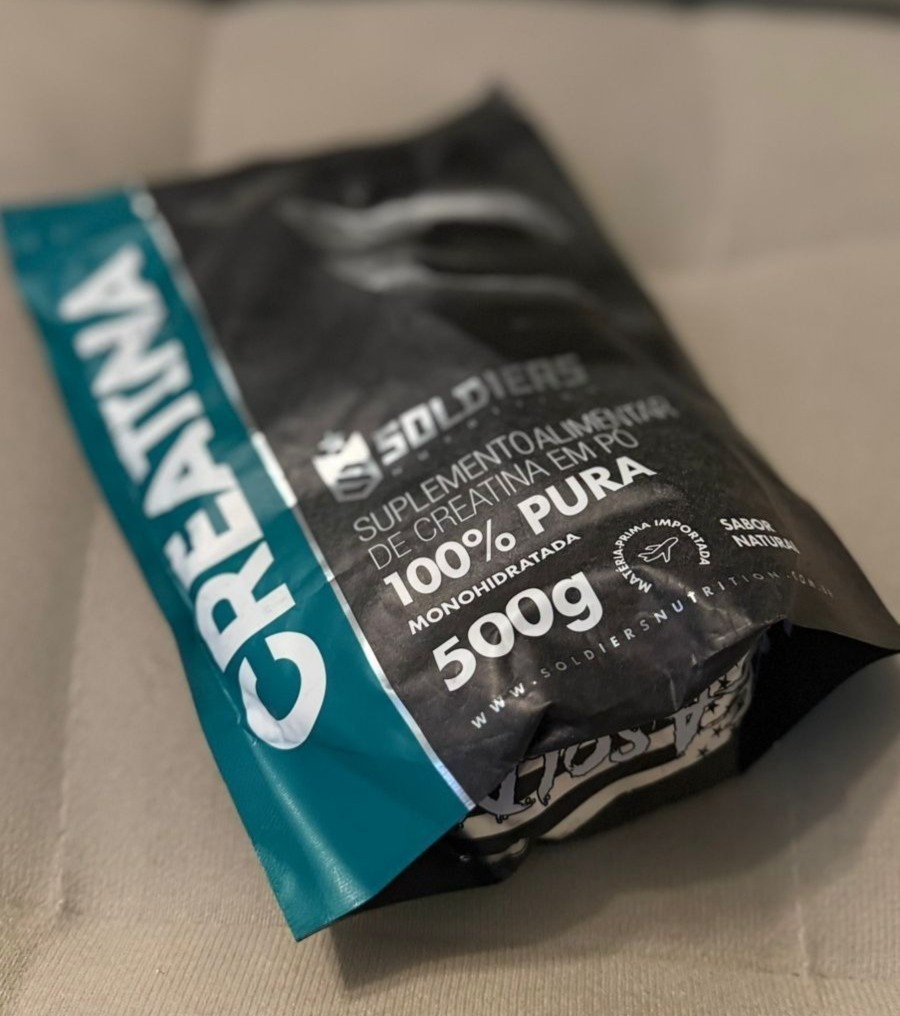 CREATINA
SOLDIERS
SUPLEMENTO ALIMENTAR
DE CREATINA EM PÓ
100% PURA
MONOHIDRATADA
500g
MATÉRIA-PRIMA IMPORTADA
SABOR
NATURAL
WWW.SOLDIERSNUTRITION.COM.BR